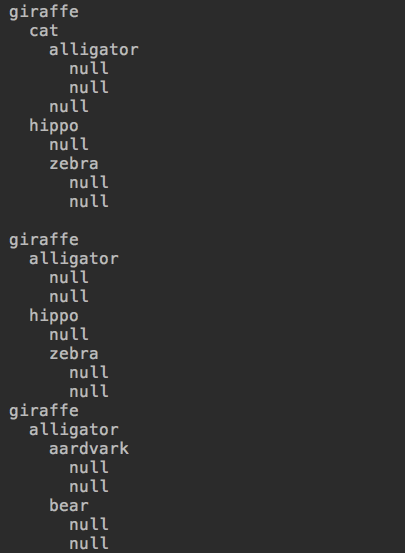 giraffe
  cat
    alligator
      null
      null
    null
  hippo
    null
    zebra
      null
      null

giraffe
  alligator
    null
    null
  hippo
    null
    zebra
      null
      null
giraffe
  alligator
    aardvark
      null
      null
    bear
      null
      null